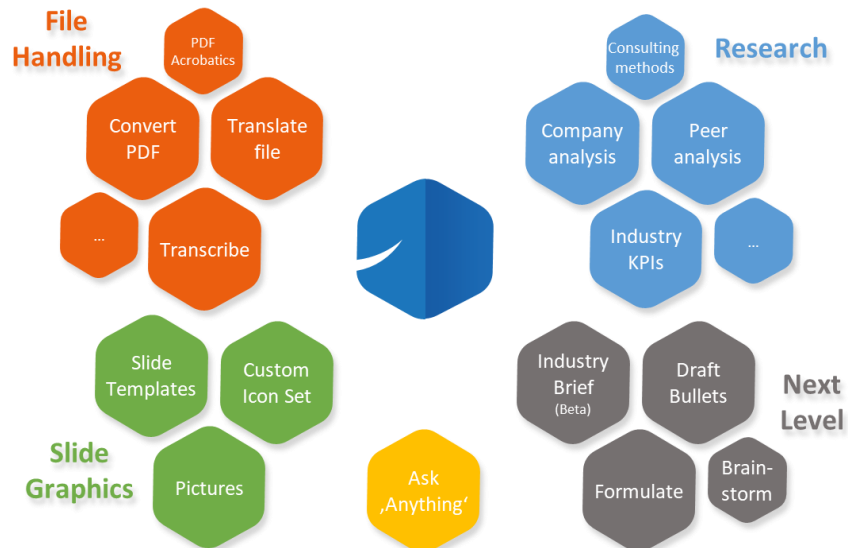 File
Handling
PDF
Acrobatics
Convert
PDF
Translate
file
...
Transcribe
Research
Consulting
methods
Company
analysis
Peer
analysis
Industry
KPIs
...
Slide
Templates
Custom
Icon Set
Slide
Graphics
Pictures
Ask
‚Anything‘
Industry
Brief
(Beta)
Draft
Bullets
Next
Level
Formulate
Brain-
storm